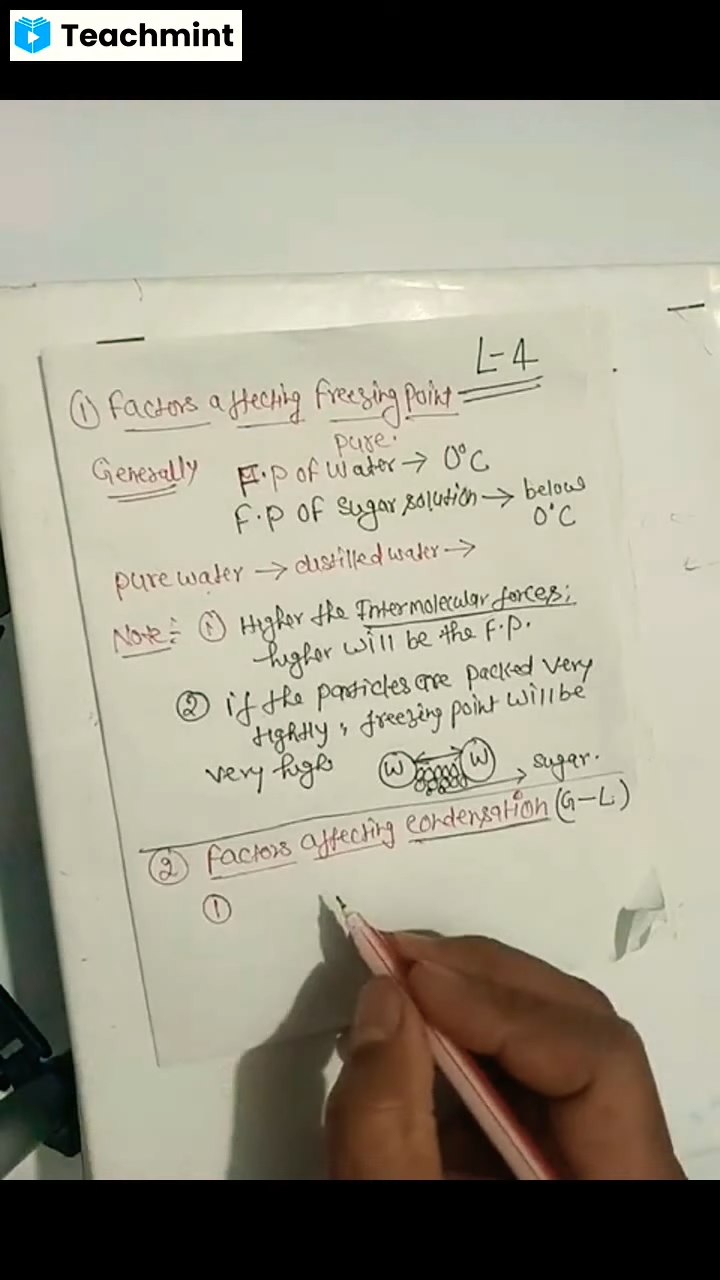 Teachmint
L-4
① Factors affecting freezing point
pure.
Generally F.p of water → 0°C
F.p of sugar solution → below
0°C
pure water → distilled water →
Note:- ① Higher the Intermolecular forces;
higher will be the f.p.
② if the particles are packed very
tightly, freezing point will be
very high
W W → sugar.
② factors affecting condensation (G-L)
①